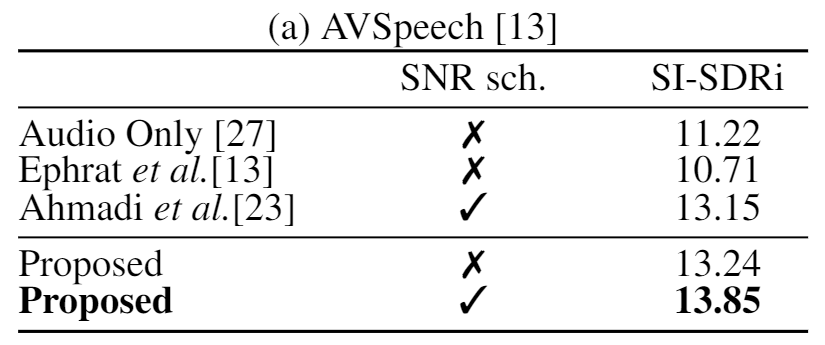 (a) AVSpeech [13]
SNR sch. SI-SDRi
Audio Only [27] ✗ 11.22
Ephrat et al.[13] ✗ 10.71
Ahmadi et al.[23] ✓ 13.15
Proposed ✗ 13.24
Proposed ✓ 13.85